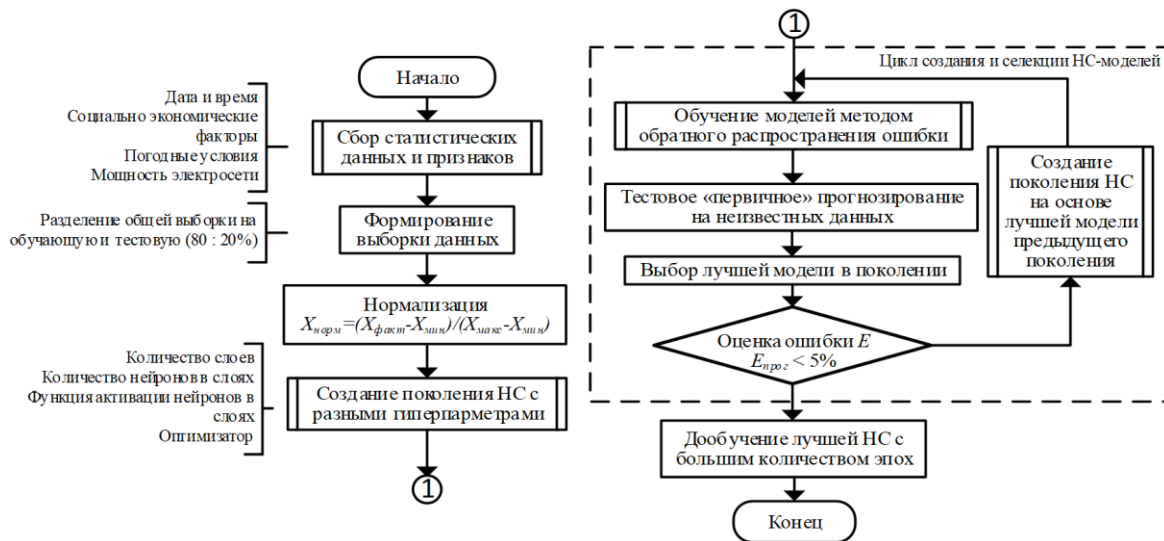 Начало
Дата и время
Социально экономические
факторы
Погодные условия
Мощность электросети
Сбор статистических
данных и признаков
Разделение общей выборки на
обучающую и тестовую (80 : 20%)
Формирование
выборки данных
Нормализация
Xнорм=(Xфакт-Xмин)/(Xмакс-Xмин)
Количество слоев
Количество нейронов в слоях
Функция активации нейронов в
слоях
Оптимизатор
Создание поколения НС с
разными гиперпарметрами
1
1
Цикл создания и селекции НС-моделей
Обучение моделей методом
обратного распространения ошибки
Тестовое «первичное» прогнозирование
на неизвестных данных
Выбор лучшей модели в поколении
Оценка ошибки E
Eпрог < 5%
Создание
поколения НС
на основе
лучшей модели
предыдущего
поколения
Дообучение лучшей НС с
большим количеством эпох
Конец